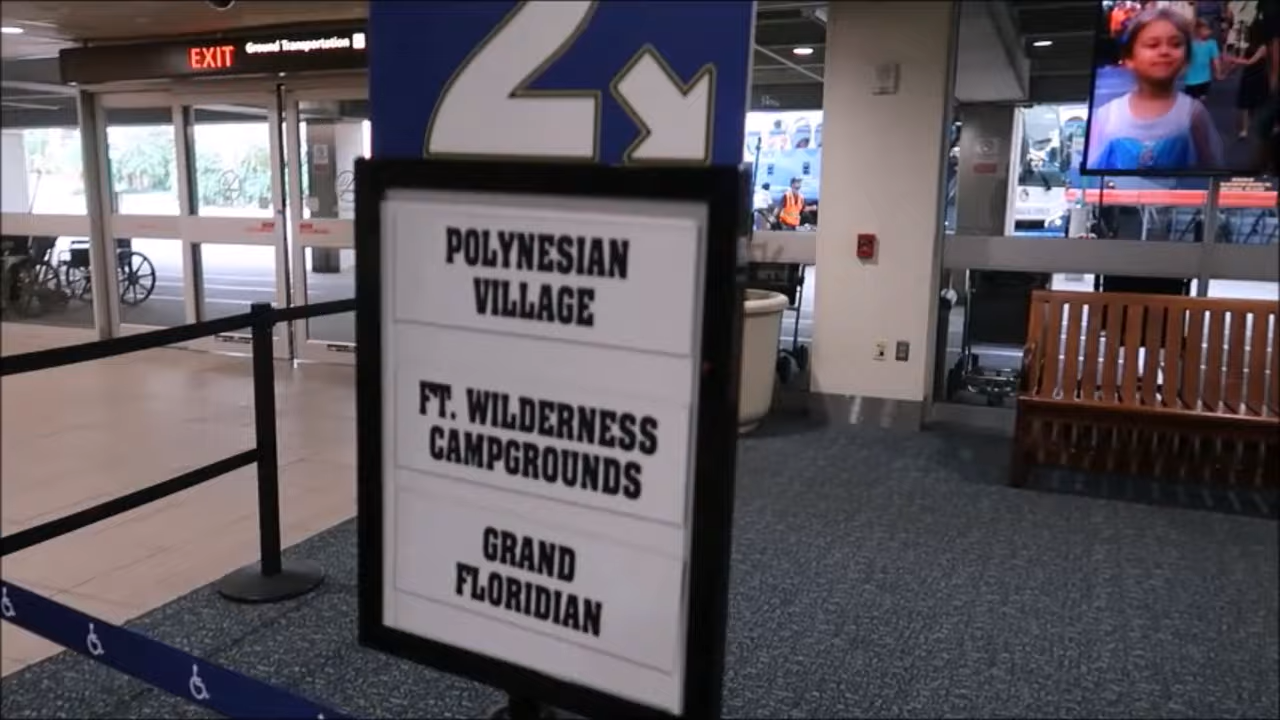 EXIT Ground Transportation
2
POLYNESIAN
VILLAGE
FT. WILDERNESS
CAMPGROUNDS
GRAND
FLORIDIAN